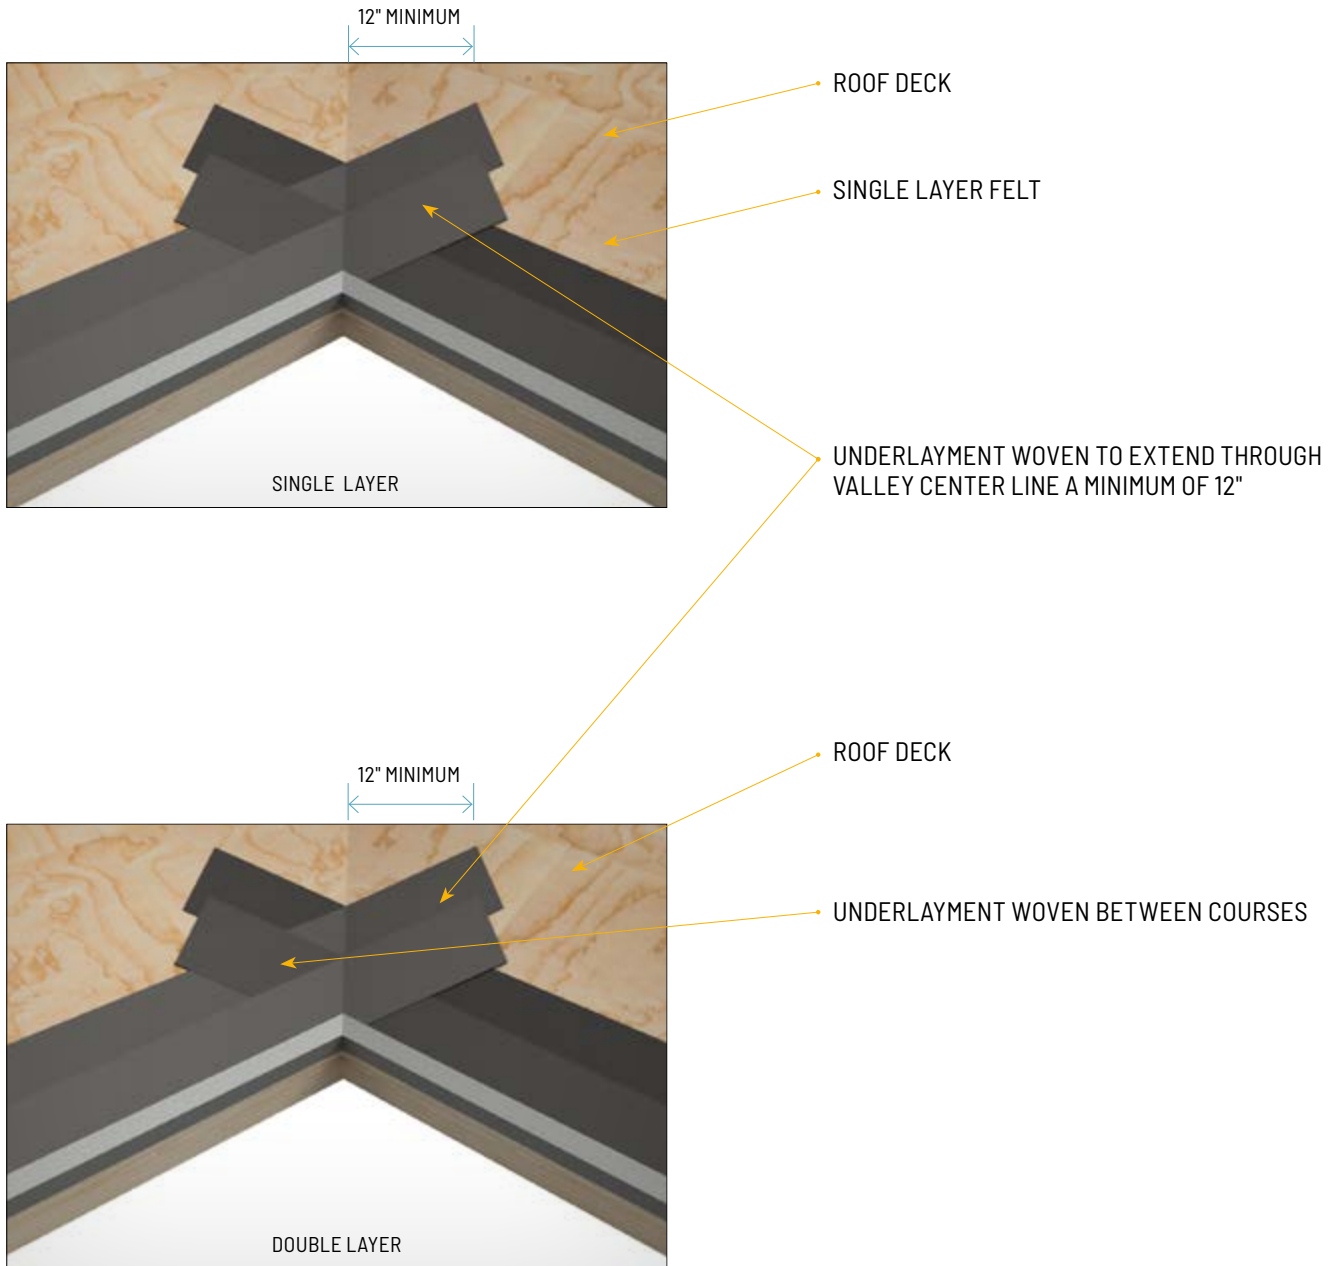 12" MINIMUM
ROOF DECK
SINGLE LAYER FELT
UNDERLAYMENT WOVEN TO EXTEND THROUGH
VALLEY CENTER LINE A MINIMUM OF 12"
SINGLE LAYER
12" MINIMUM
ROOF DECK
UNDERLAYMENT WOVEN BETWEEN COURSES
DOUBLE LAYER